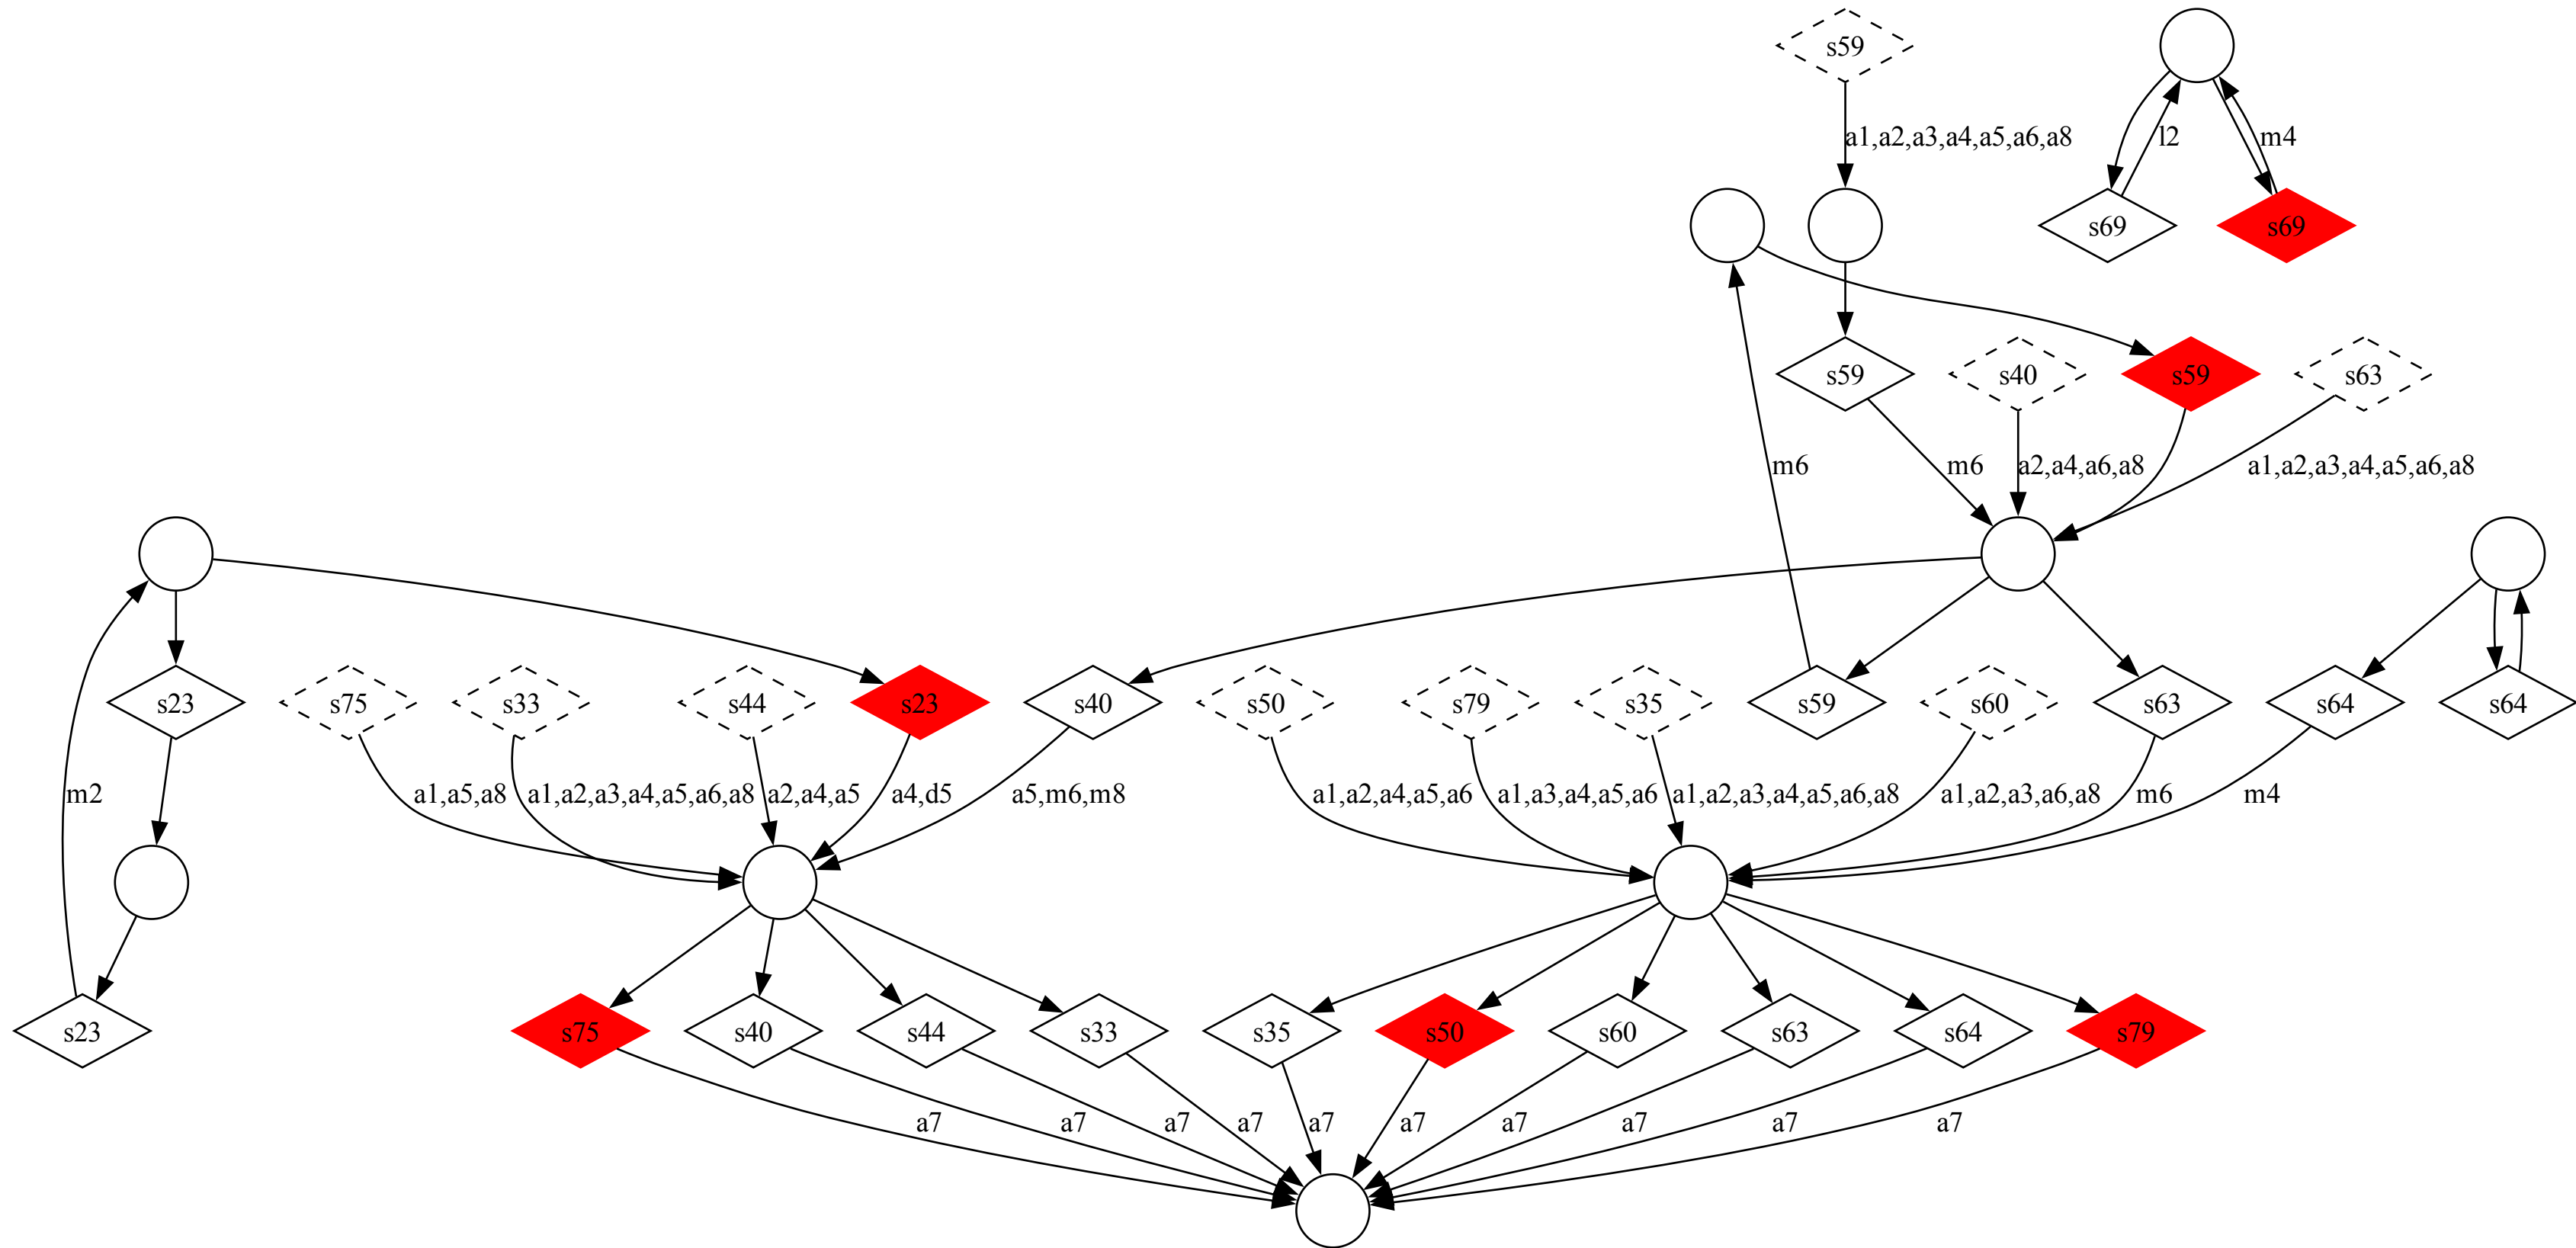 s59
a1,a2,a3,a4,a5,a6,a8
l2
m4
s69
s69
s59
s40
s59
s63
m6
m6
a2,a4,a6,a8
a1,a2,a3,a4,a5,a6,a8
s23
s75
s33
s44
s23
s40
s50
s79
s35
s59
s60
s63
s64
s64
m2
a1,a5,a8
a1,a2,a3,a4,a5,a6,a8
a2,a4,a5
a4,d5
a5,m6,m8
a1,a2,a4,a5,a6
a1,a3,a4,a5,a6
a1,a2,a3,a4,a5,a6,a8
a1,a2,a3,a6,a8
m6
m4
s23
s75
s40
s44
s33
s35
s50
s60
s63
s64
s79
a7
a7
a7
a7
a7
a7
a7
a7
a7
a7